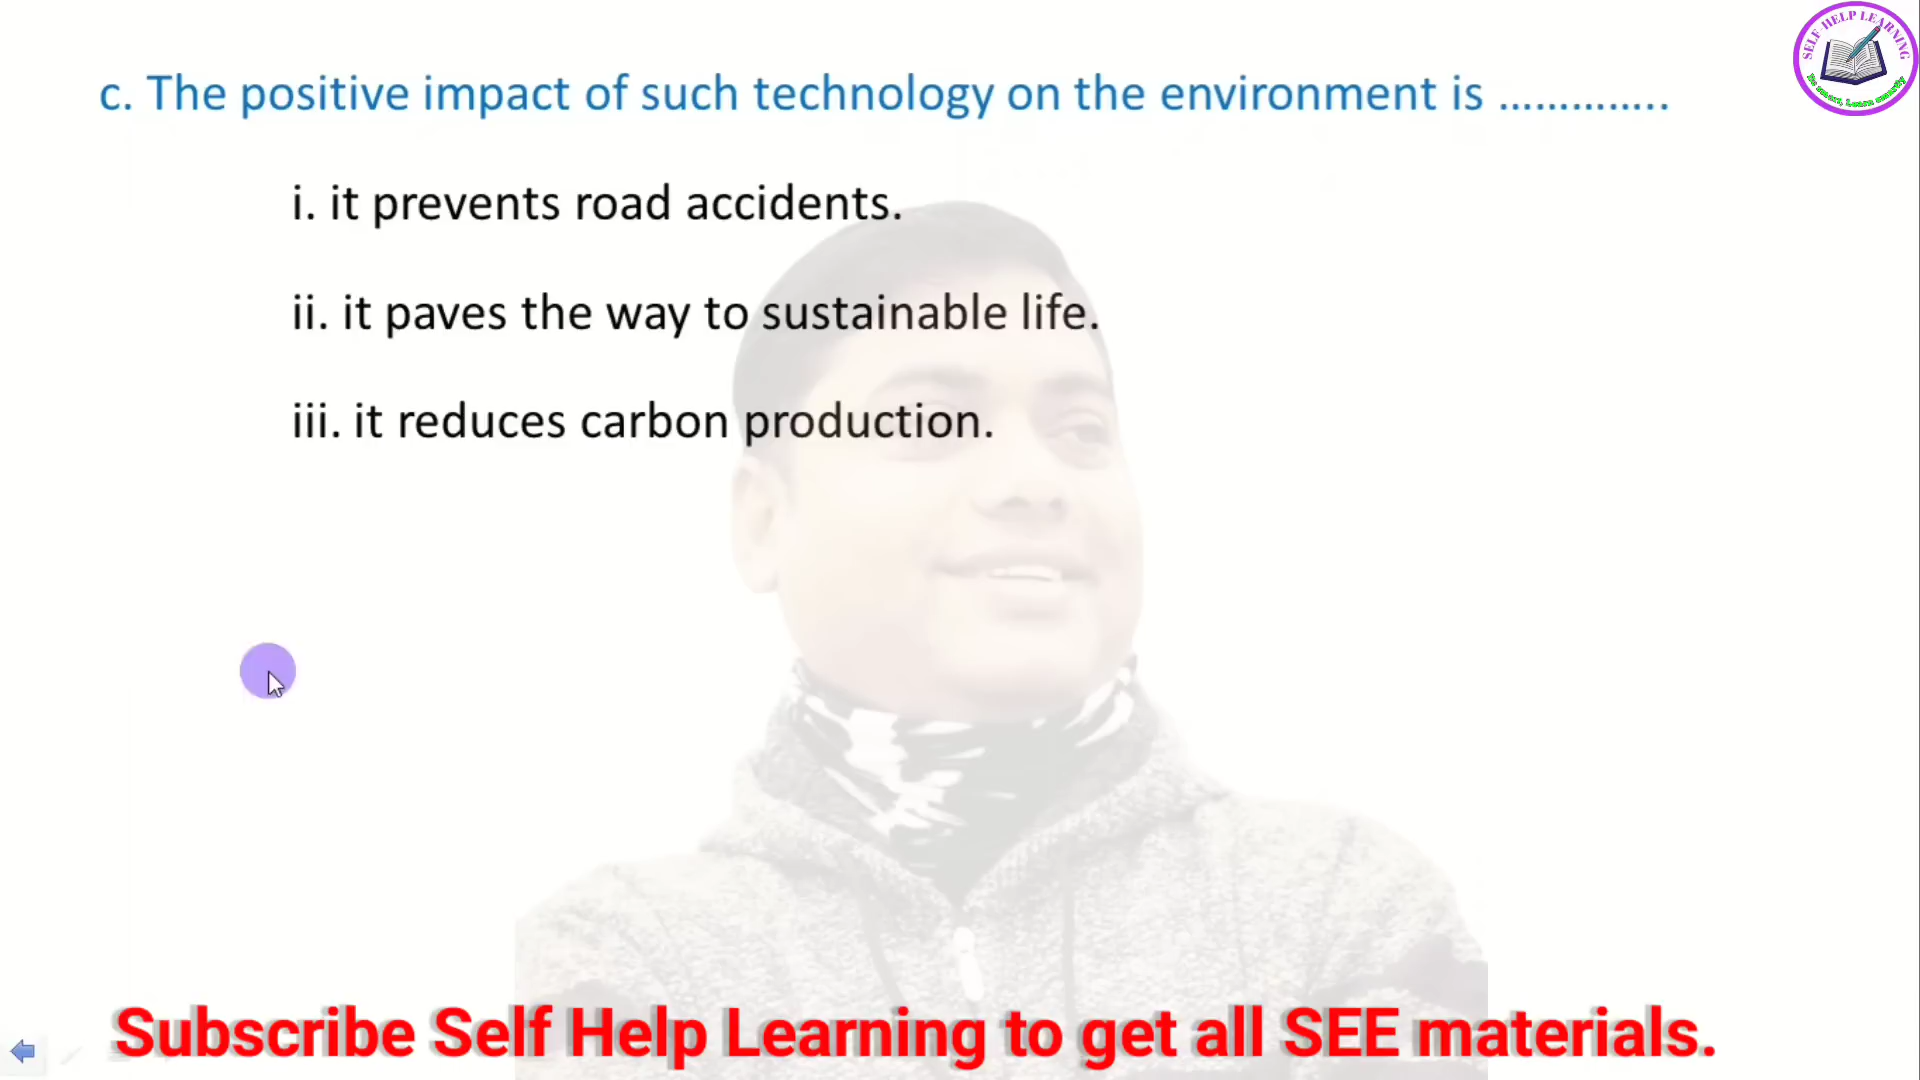 c. The positive impact of such technology on the environment is ..............
i. it prevents road accidents.
ii. it paves the way to sustainable life.
iii. it reduces carbon production.
SELF HELP LEARNING
Subscribe Self Help Learning to get all SEE materials.